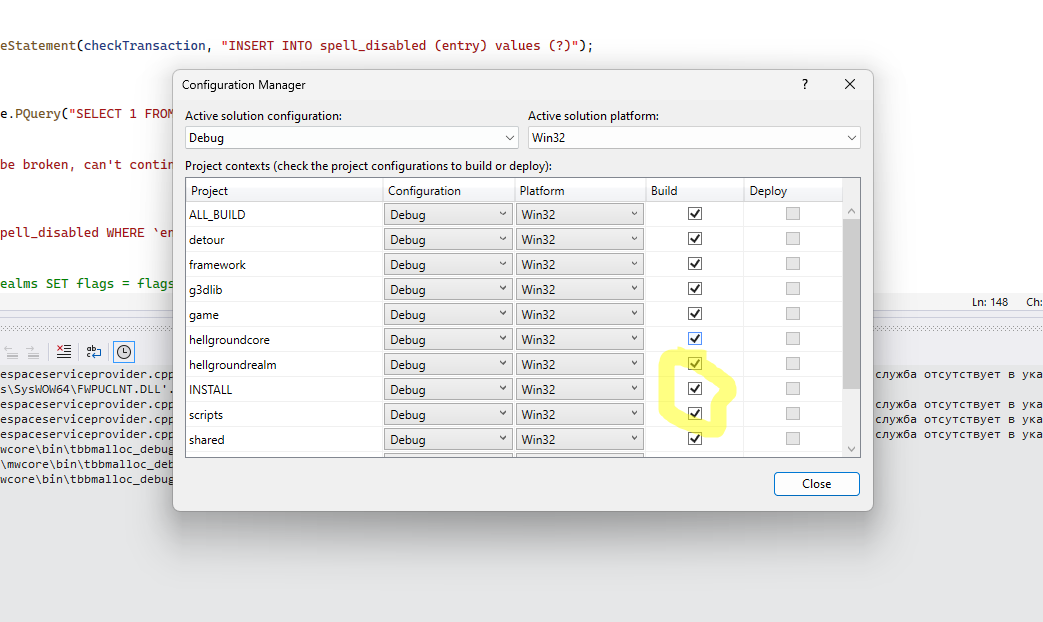 eStatement(checkTransaction, "INSERT INTO spell_disabled (entry) values (?)");
e.PQuery("SELECT 1 FROM
be broken, can't contin
pell_disabled WHERE `en
ealms SET flags = flags
Configuration Manager
?
Active solution configuration:
Active solution platform:
Debug
Win32
Project contexts (check the project configurations to build or deploy):
Project Configuration Platform Build Deploy
ALL_BUILD Debug Win32
detour Debug Win32
framework Debug Win32
g3dlib Debug Win32
game Debug Win32
hellgroundcore Debug Win32
hellgroundrealm Debug Win32
INSTALL Debug Win32
scripts Debug Win32
shared Debug Win32
Close
Ln: 148 Ch:
espaceserviceprovider.cpp
служба отсутствует в ука
s\SysWOW64\FWPUCLNT.DLL'.
espaceserviceprovider.cpp
служба отсутствует в ука
espaceserviceprovider.cpp
служба отсутствует в ука
espaceserviceprovider.cpp
служба отсутствует в ука
wcore\bin\tbbmalloc_debug
\mwcore\bin\tbbmalloc_deb
wcore\bin\tbbmalloc_debug